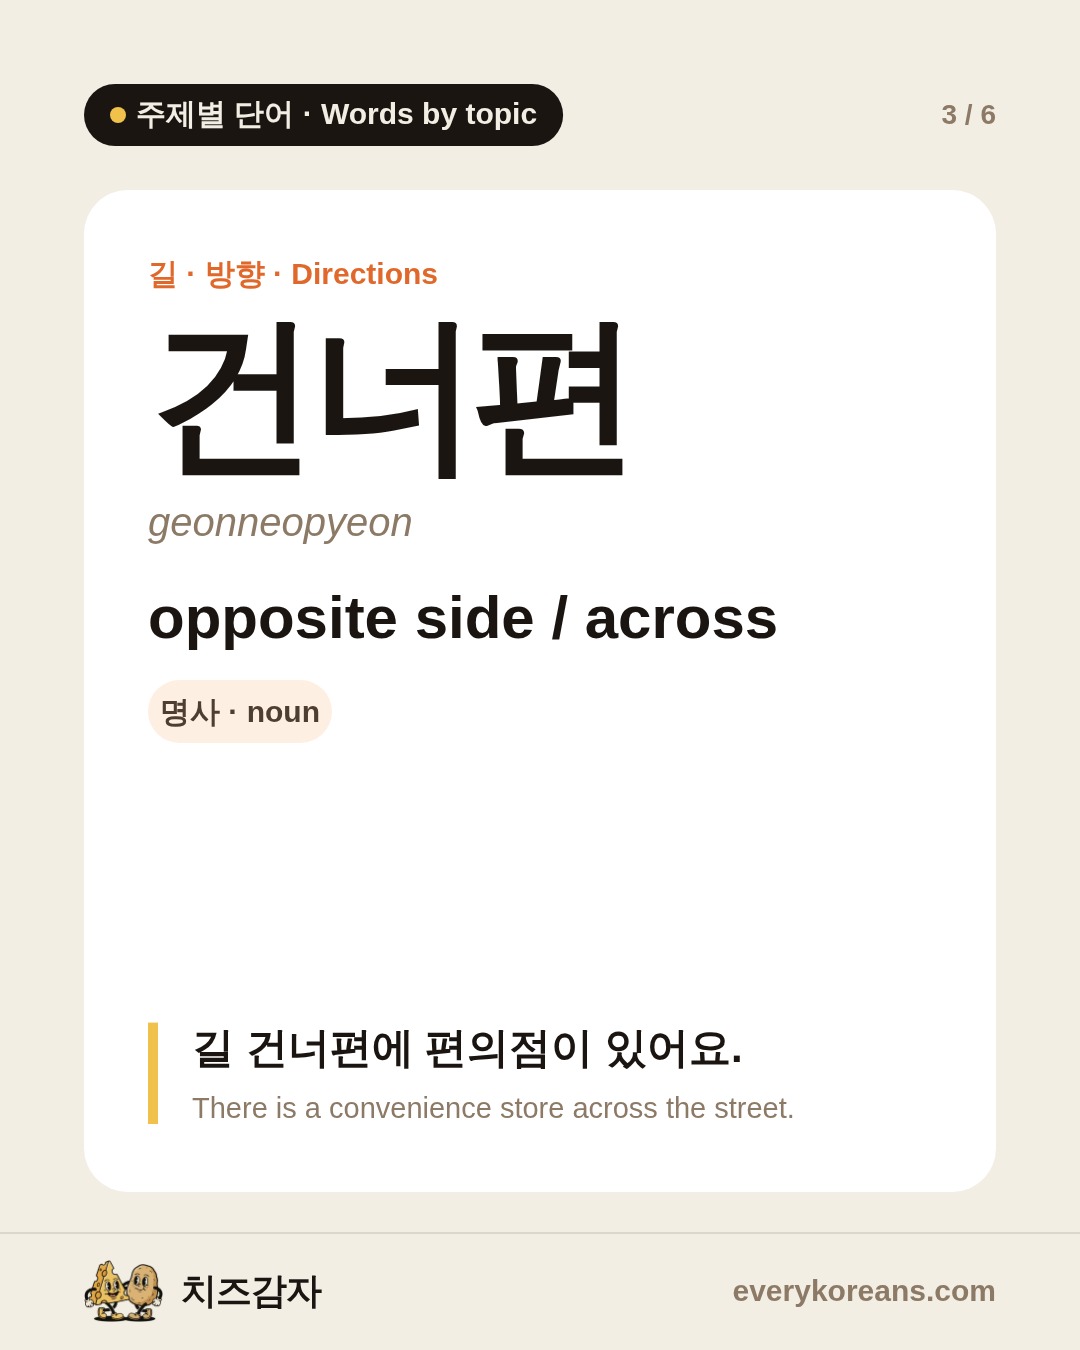 주제별 단어 · Words by topic
3 / 6
길 · 방향 · Directions
건너편
geonneopyeon
opposite side / across
명사 · noun
길 건너편에 편의점이 있어요.
There is a convenience store across the street.
치즈감자
everykoreans.com